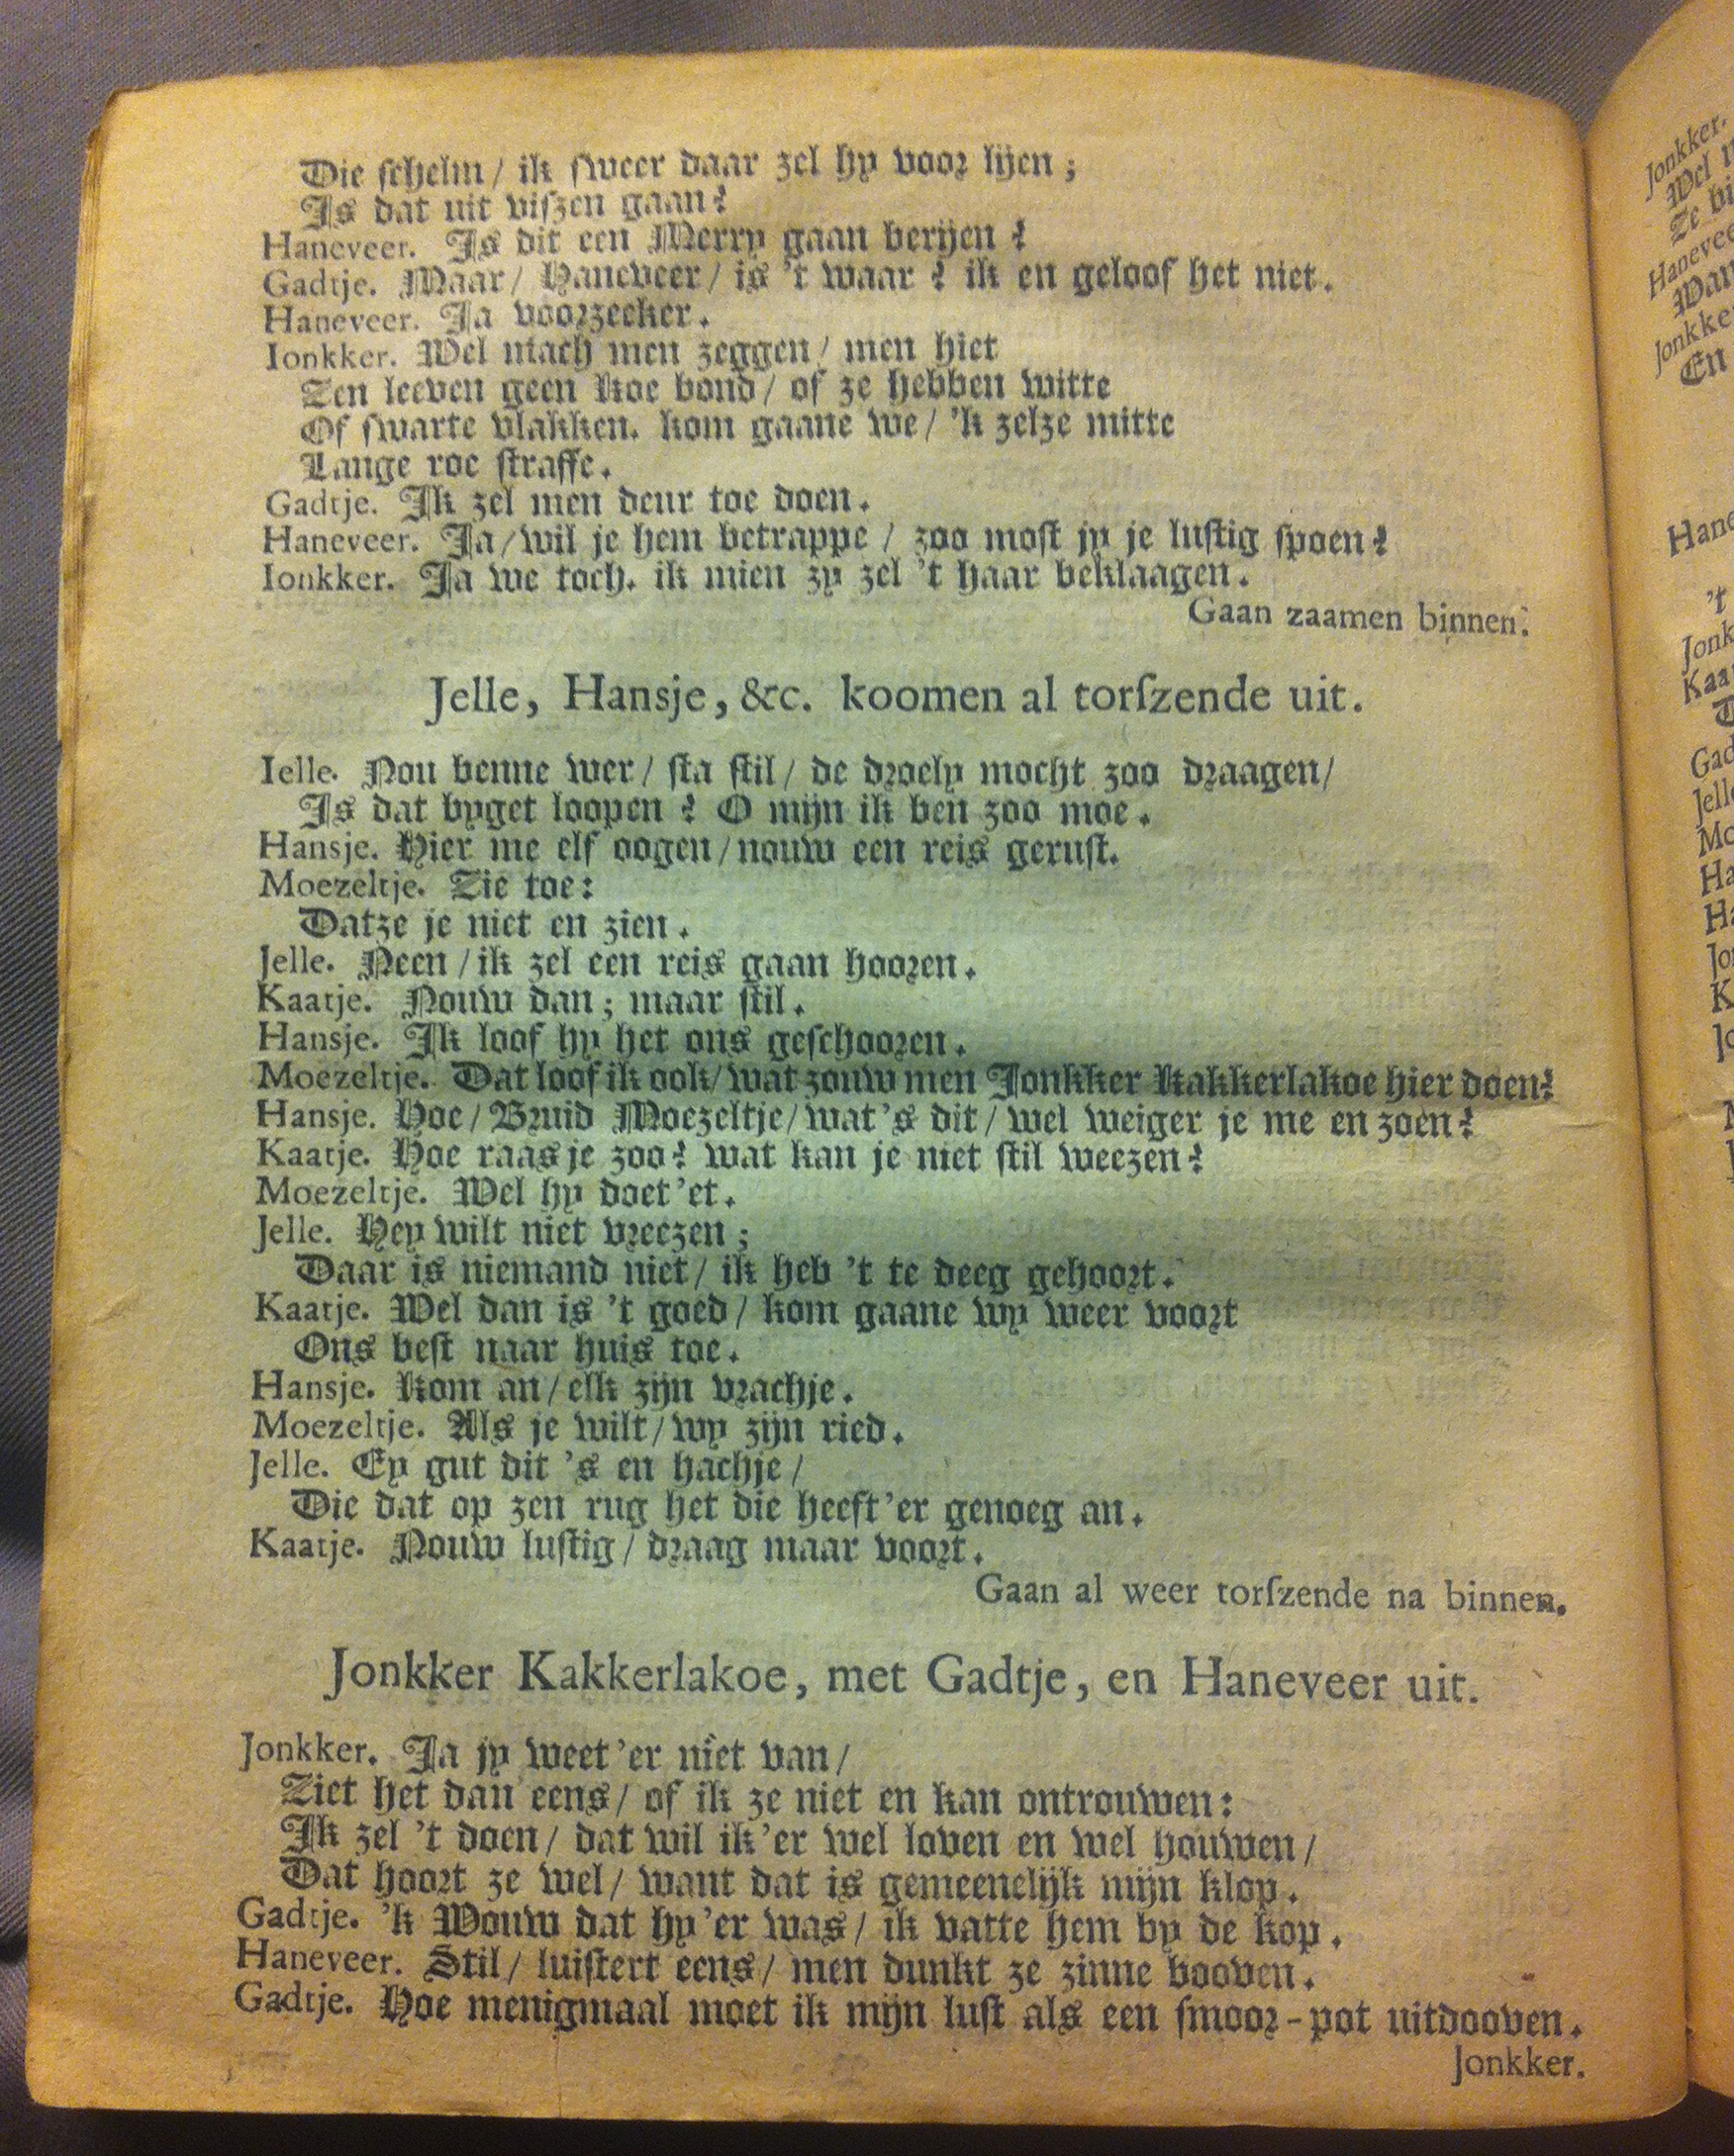 Die schelm / ik sweer daar zel hy voor lijen ;
Is dat uit viszen gaan?
Haneveer. Is dit een Merry gaan berijen ?
Gadtje. Maar / Haneveer / is 't waar ? ik en geloof het niet.
Haneveer. Ja voorzeeker.
Ionkker. Wel mach men zeggen / men hiet
Zen leeven geen koe bond / of ze hebben witte
Of swarte vlakken. kom gaane we / 'k zelze mitte
Lange roe straffe.
Gadtje. Ik zel men deur toe doen.
Haneveer. Ja / wil je hem betrappe / zoo most jy je lustig spoen?
Ionkker. Ja we toch. ik mien zy zel 't haar beklaagen.
Gaan zaamen binnen.
Jelle, Hansje, &c. koomen al torſzende uit.
Ielle. Nou benne wer / sta stil / de droely mocht zoo draagen /
Is dat byget loopen ? O mijn ik ben zoo moe.
Hansje. Hier me elf oogen / nouw een reis gerust.
Moezeltje. Zie toe:
Datze je niet en zien.
Jelle. Neen / ik zel een reis gaan hooren.
Kaatje. Nouw dan ; maar stil.
Hansje. Ik loof hy het ons geschooren.
Moezeltje. Dat loof ik ook / wat zouw men Jonkker Kakkerlakoe hier doen?
Hansje. Hoe / Bruid Moezeltje / wat 's dit / wel weiger je me en zoen?
Kaatje. Hoe raas je zoo? wat kan je niet stil weezen?
Moezeltje. Wel hy doet 'et.
Jelle. Hey wilt niet vreezen ;
Daar is niemand niet / ik heb 't te deeg gehoort.
Kaatje. Wel dan is 't goed / kom gaane wy weer voort
Ons best naar huis toe.
Hansje. Kom an / elk zijn vrachje.
Moezeltje. Als je wilt / wy zijn ried.
Jelle. Ey gut dit 's en hachje /
Die dat op zen rug het die heeft 'er genoeg an.
Kaatje. Nouw lustig / draag maar voort.
Gaan al weer torſzende na binnen.
Jonkker Kakkerlakoe, met Gadtje, en Haneveer uit.
Jonkker. Ja jy weet 'er niet van /
Ziet het dan eens / of ik ze niet en kan ontrouwen:
Ik zel 't doen / dat wil ik 'er wel loven en wel houwen /
Dat hoort ze wel / want dat is gemeenelijk mijn klop.
Gadtje. 'k Wouw dat hy 'er was / ik vatte hem by de kop.
Haneveer. Stil / luistert eens / men dunkt ze zinne booven.
Gadtje. Hoe menigmaal moet ik mijn lust als een smoor-pot uitdooven.
Jonkker.